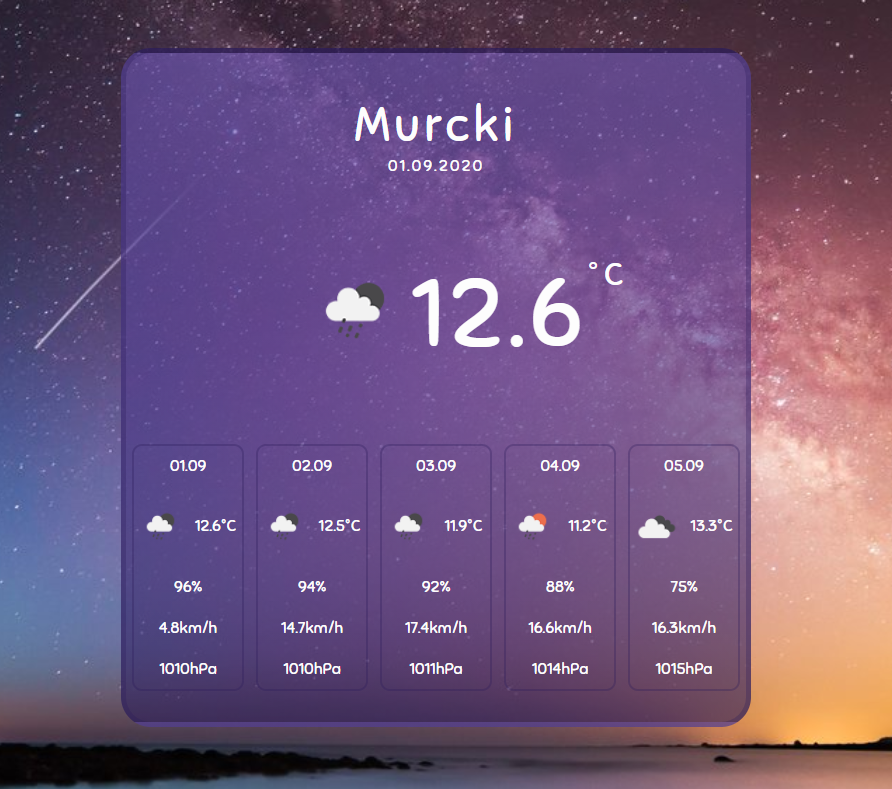 Murcki
01.09.2020
12.6 °C
01.09 02.09 03.09 04.09 05.09
12.6°C 12.5°C 11.9°C 11.2°C 13.3°C
96% 94% 92% 88% 75%
4.8km/h 14.7km/h 17.4km/h 16.6km/h 16.3km/h
1010hPa 1010hPa 1011hPa 1014hPa 1015hPa